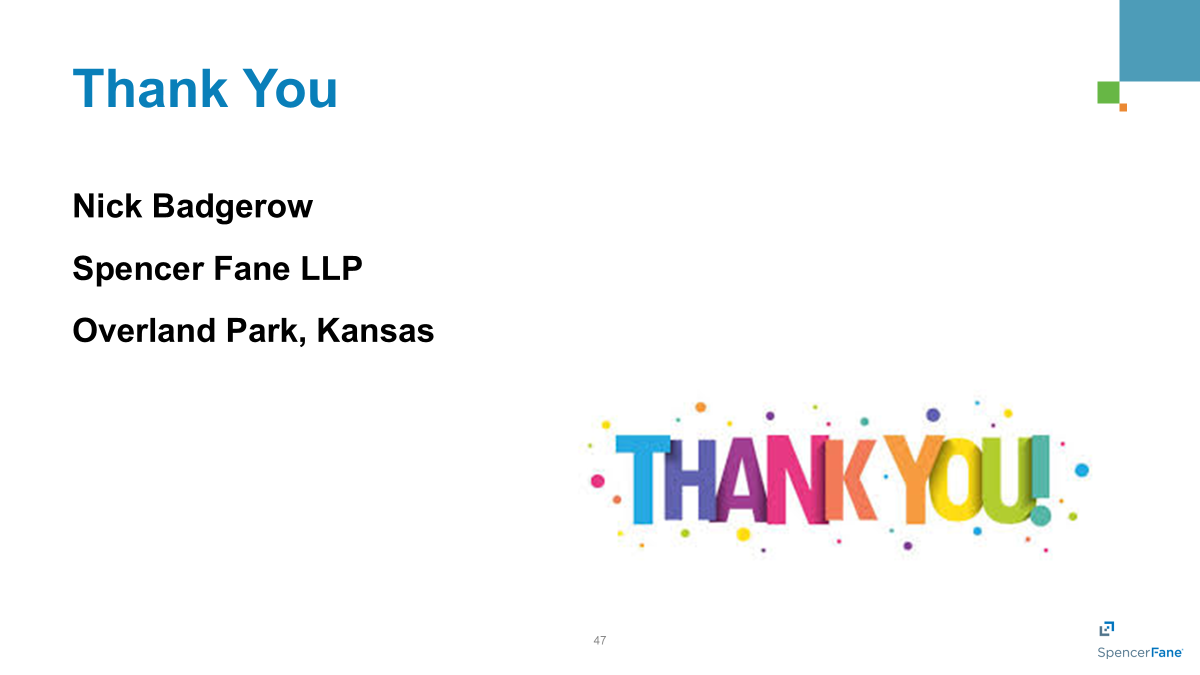 Thank You
Nick Badgerow
Spencer Fane LLP
Overland Park, Kansas
THANK YOU!
47
SpencerFane